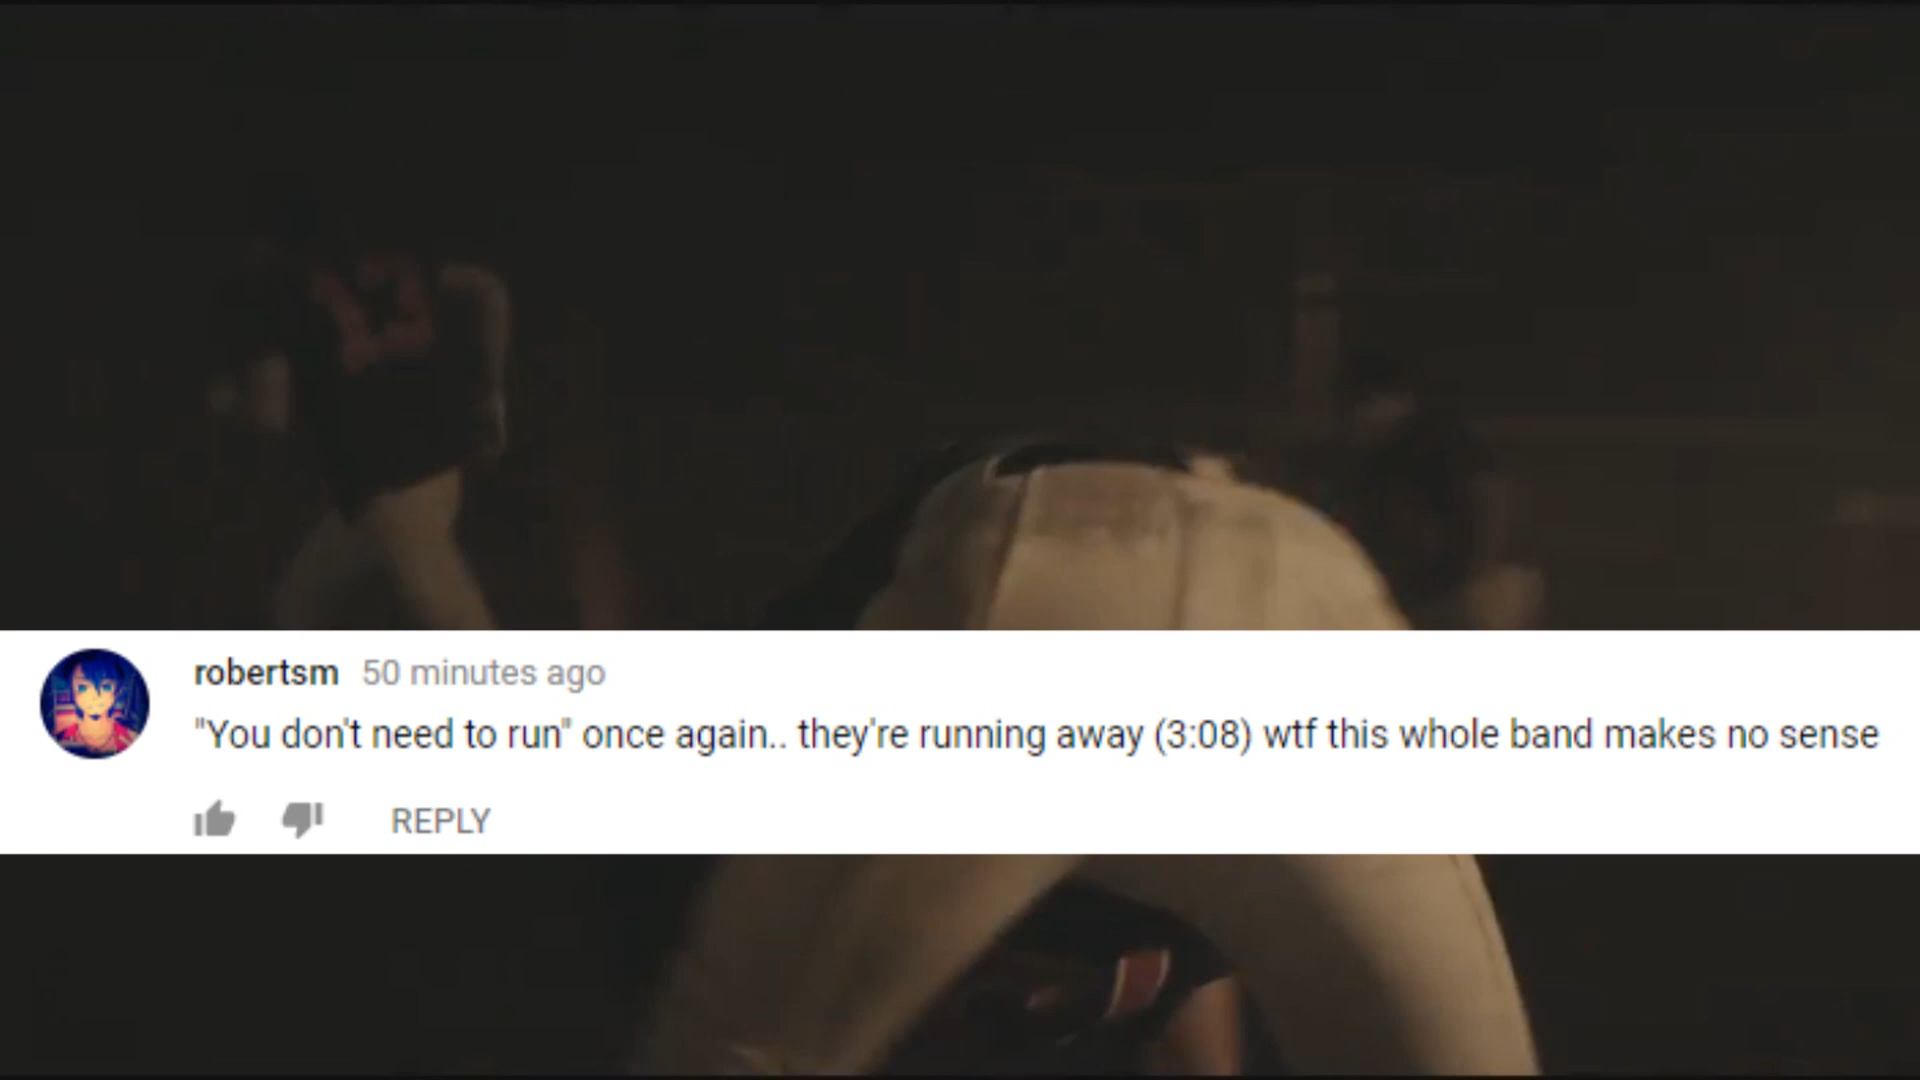 robertsm 50 minutes ago
"You don't need to run" once again.. they're running away (3:08) wtf this whole band makes no sense
REPLY